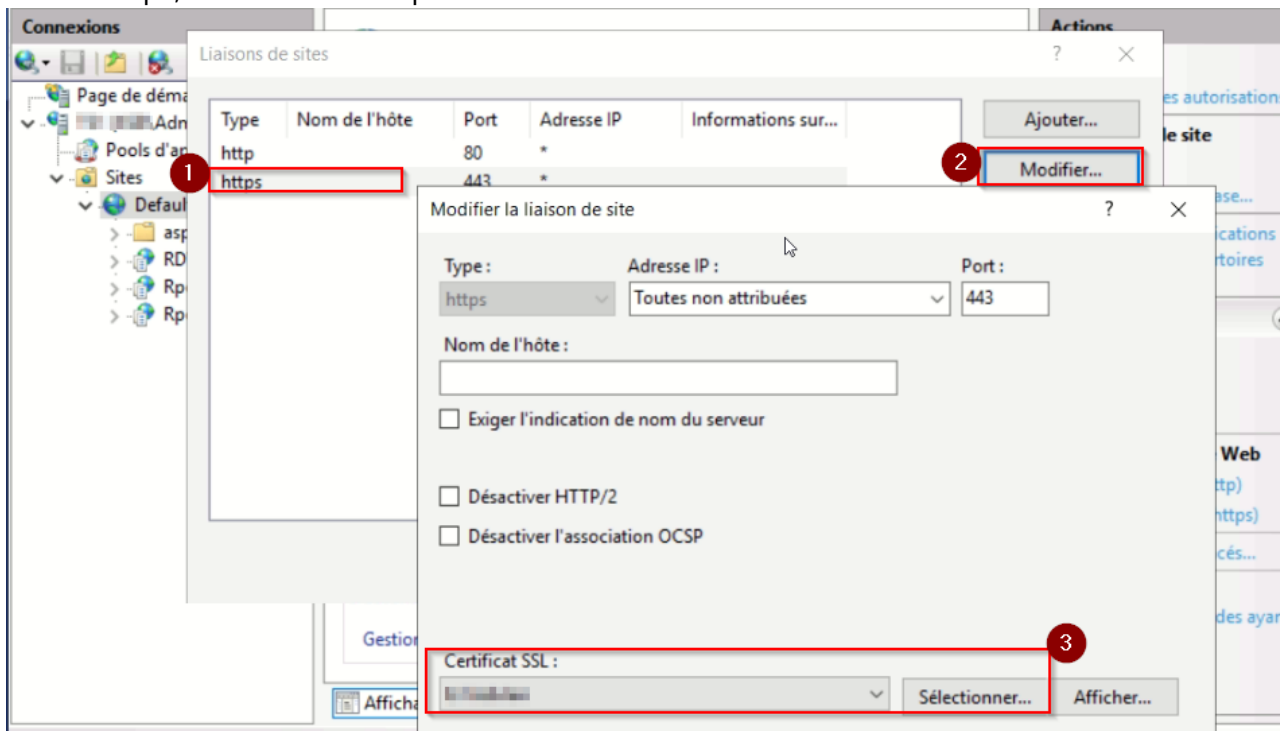 Connexions
Actions
Liaisons de sites
?
Page de déma
Adn
Pools d'ap
Sites
Defaul
asp
RD
Rp
Rp
Type Nom de l'hôte Port Adresse IP Informations sur...
http 80 *
https 443 *
1
2
Ajouter...
Modifier...
es autorisation
le site
ase...
ications
rtoires
Web
ttp)
https)
cés...
des ayan
Modifier la liaison de site
?
Type : Adresse IP : Port :
https Toutes non attribuées 443
Nom de l'hôte :
Exiger l'indication de nom du serveur
Désactiver HTTP/2
Désactiver l'association OCSP
Gestion
3
Certificat SSL :
Sélectionner... Afficher...
Afficha